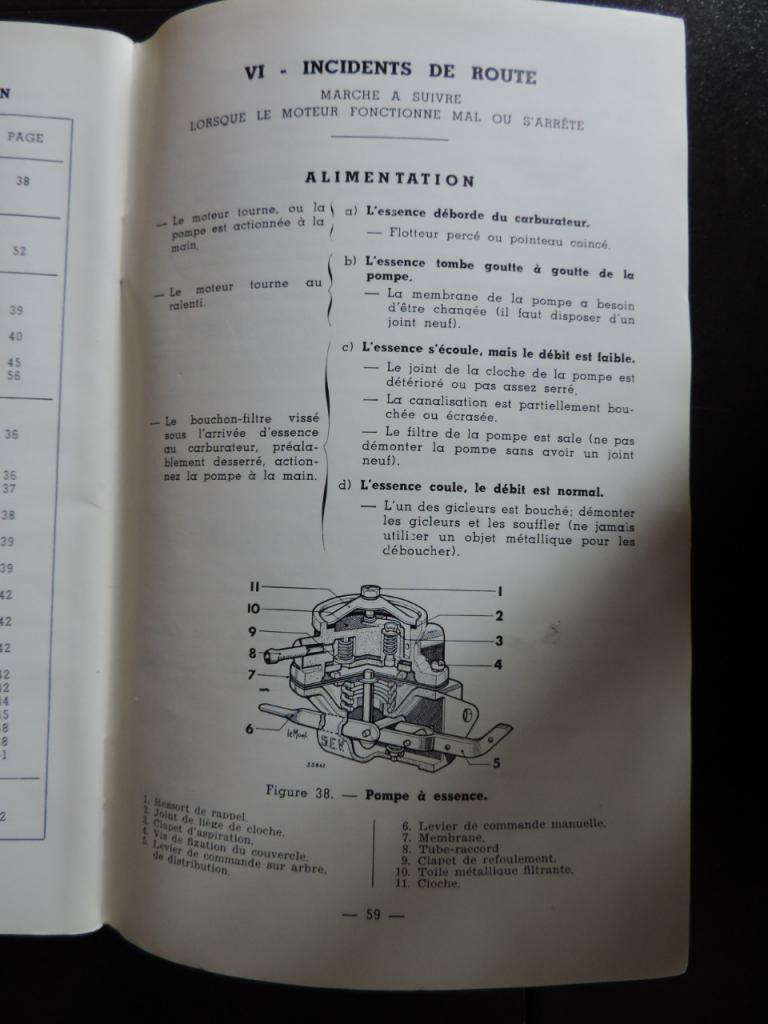 N
PAGE
38
52
39
40
45
56
36
36
37
38
39
39
42
42
42
VI - INCIDENTS DE ROUTE
MARCHE A SUIVRE
LORSQUE LE MOTEUR FONCTIONNE MAL OU S'ARRÊTE
ALIMENTATION
— Le moteur tourne, ou la
pompe est actionnée à la
main.
a) L'essence déborde du carburateur.
— Flotteur percé ou pointeau coincé.
— Le moteur tourne au
ralenti.
b) L'essence tombe goutte à goutte de la
pompe.
— La membrane de la pompe a besoin
d'être changée (il faut disposer d'un
joint neuf).
— Le bouchon-filtre vissé
sous l'arrivée d'essence
au carburateur, préala-
blement desserré, action-
nez la pompe à la main.
c) L'essence s'écoule, mais le débit est faible.
— Le joint de la cloche de la pompe est
détérioré ou pas assez serré.
— La canalisation est partiellement bou-
chée ou écrasée.
— Le filtre de la pompe est sale (ne pas
démonter la pompe sans avoir un joint
neuf).
d) L'essence coule, le débit est normal.
— L'un des gicleurs est bouché; démonter
les gicleurs et les souffler (ne jamais
utiliser un objet métallique pour les
déboucher).
11
10
9
8
7
6
1
2
3
4
5
S.E.V.
Figure 38. — Pompe à essence.
1. Ressort de rappel.
2. Joint de liège de cloche.
3. Clapet d'aspiration.
4. Vis de fixation du couvercle.
5. Levier de commande sur arbre
de distribution.
6. Levier de commande manuelle.
7. Membrane.
8. Tube-raccord
9. Clapet de refoulement.
10. Toile métallique filtrante.
11. Cloche.
— 59 —